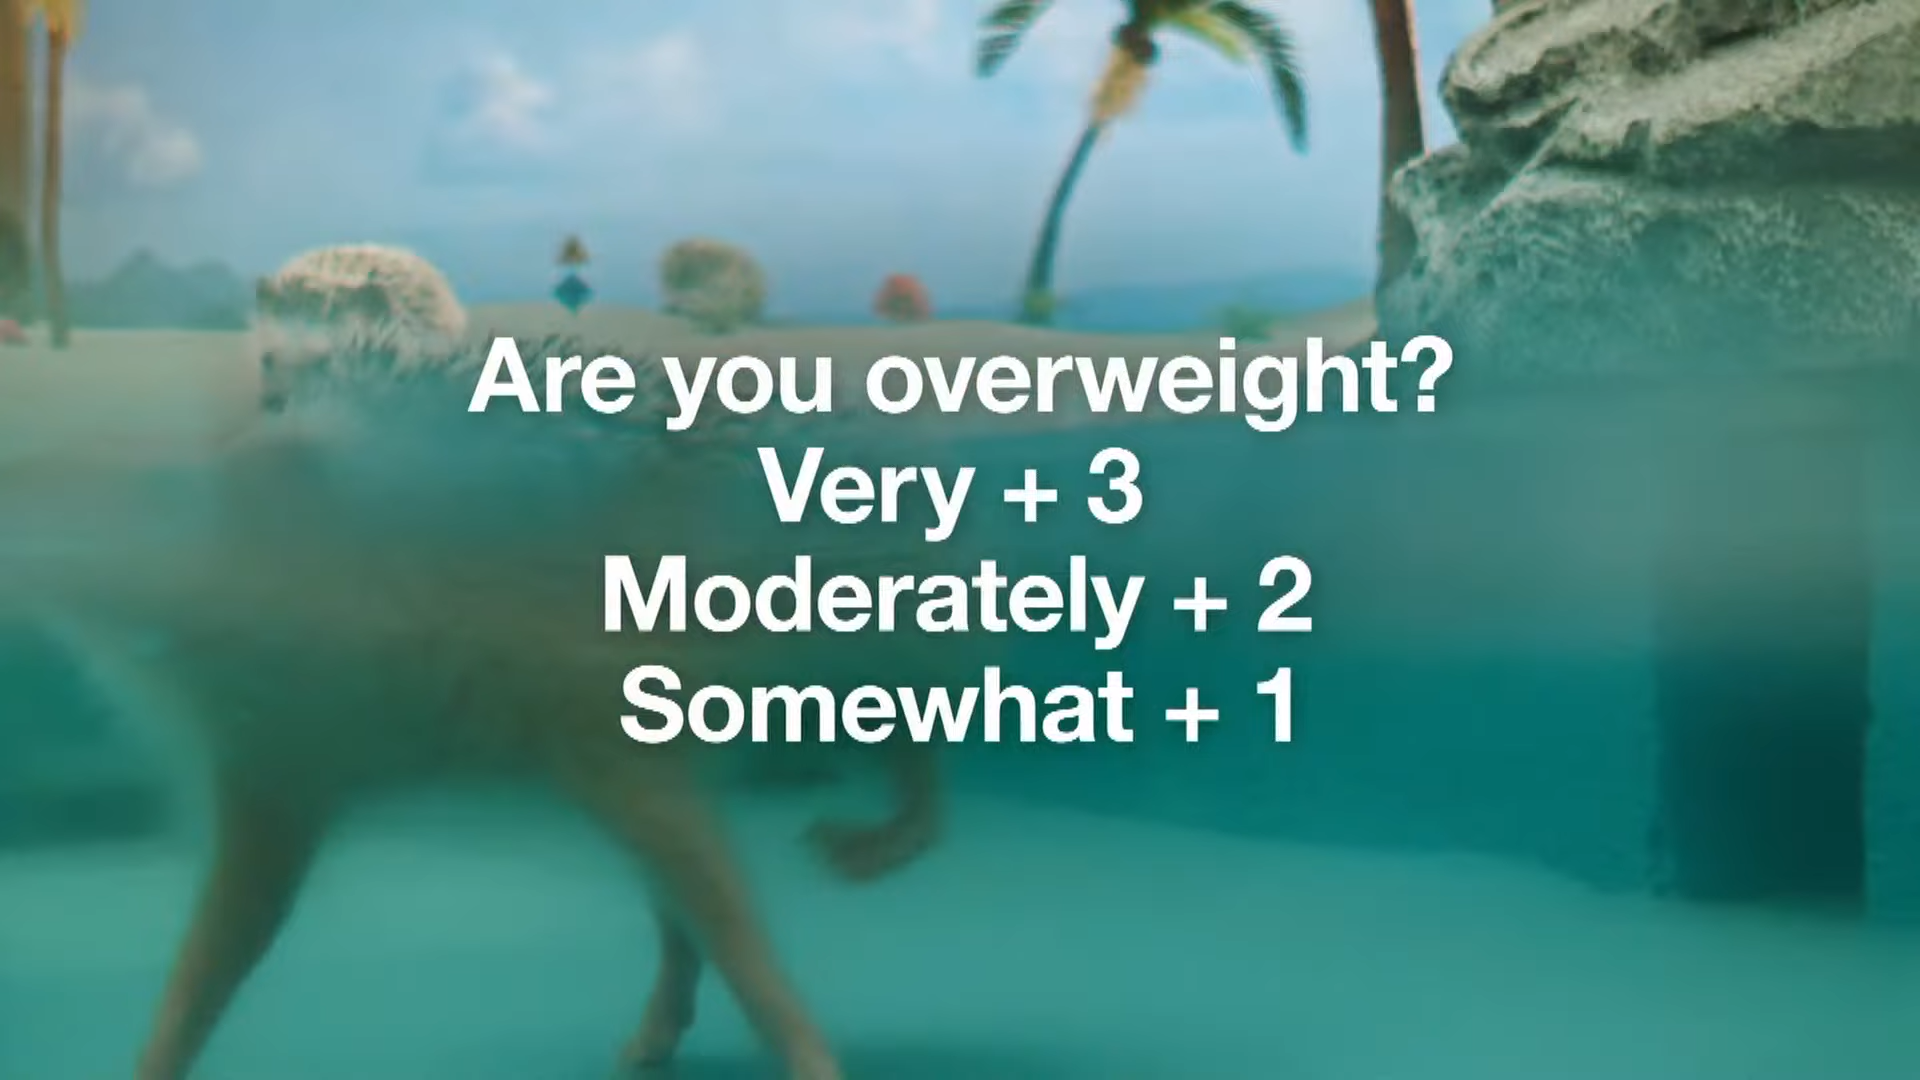 Are you overweight?
Very + 3
Moderately + 2
Somewhat + 1